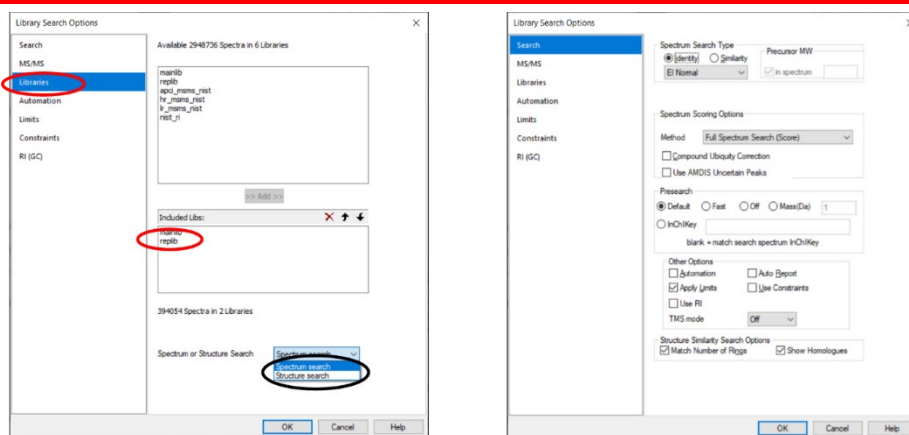 Library Search Options
Search
MS/MS
Libraries
Automation
Limits
Constraints
RI (GC)
Available 2948736 Spectra in 6 Libraries
mainlib
replib
apci_msms_nist
hr_msms_nist
lr_msms_nist
nist_ri
>> Add >>
Included Libs:
mainlib
replib
394054 Spectra in 2 Libraries
Spectrum or Structure Search
Spectrum search
Spectrum search
Structure search
OK
Cancel
Help
Library Search Options
Search
MS/MS
Libraries
Automation
Limits
Constraints
RI (GC)
Spectrum Search Type
Identity
Similarity
EI Normal
Precursor MW
in spectrum
Spectrum Scoring Options
Method
Full Spectrum Search (Score)
Compound Ubiquity Correction
Use AMDIS Uncertain Peaks
Presearch
Default
Fast
Off
Mass(Da)
1
InChIKey
blank = match search spectrum InChIKey
Other Options
Automation
Auto Report
Apply Limits
Use Constraints
Use RI
TMS mode
Off
Structure Similarity Search Options
Match Number of Rings
Show Homologues
OK
Cancel
Help